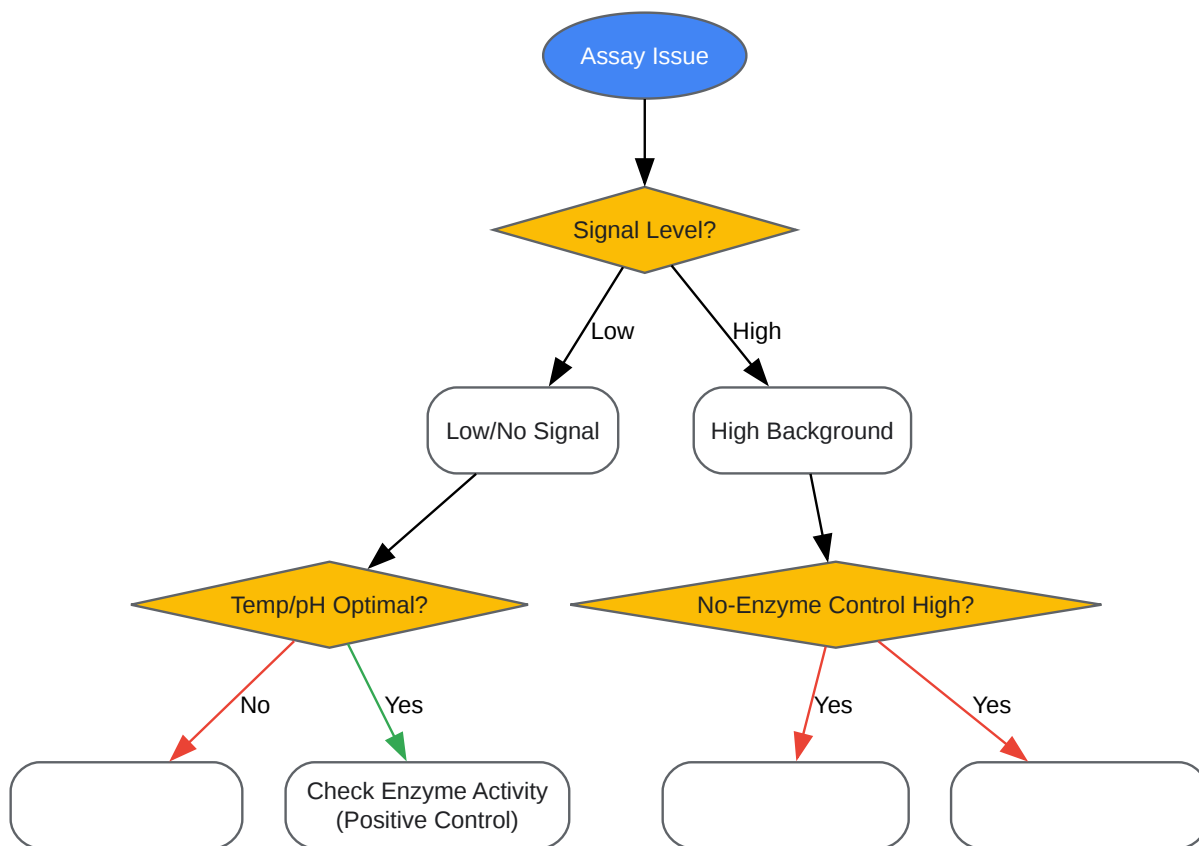 Assay Issue
Signal Level?
Low
High
Low/No Signal
High Background
Temp/pH Optimal?
No-Enzyme Control High?
No
Yes
Yes
Yes
Check Enzyme Activity
(Positive Control)